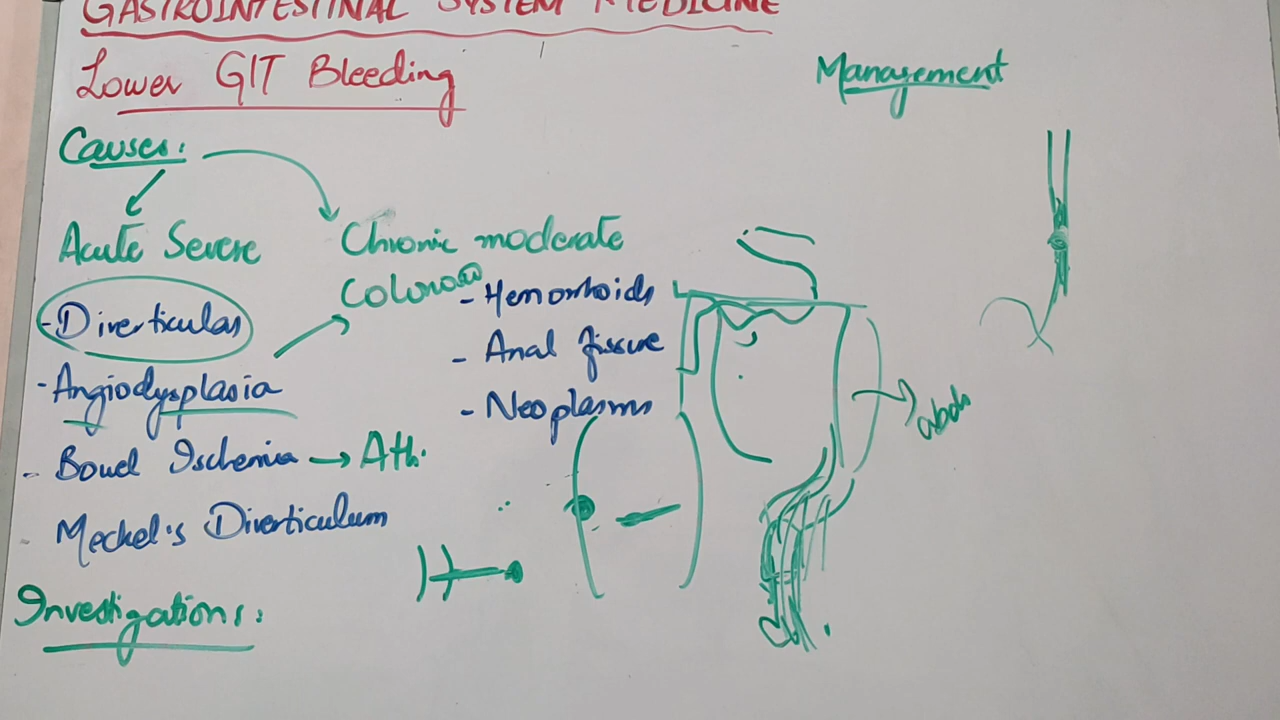 GASTROINTESTINAL SYSTEM MEDICINE
Lower GIT Bleeding
Causes:
Acute Severe
- Diverticulas
- Angiodysplasia
- Bowel Ischemia → Ath.
- Meckel's Diverticulum
Investigations:
Chronic moderate
- Hemorrhoids
- Anal fissure
- Neoplasms
Management